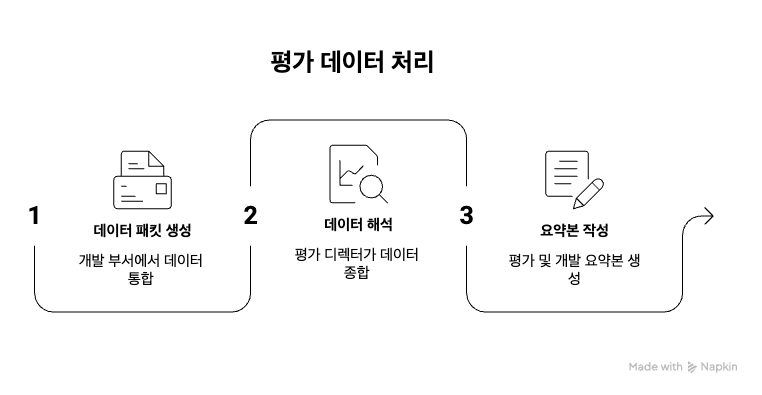 평가 데이터 처리
1
데이터 패킷 생성
개발 부서에서 데이터
통합
2
데이터 해석
평가 디렉터가 데이터
종합
3
요약본 작성
평가 및 개발 요약본 생
성
Made with Napkin